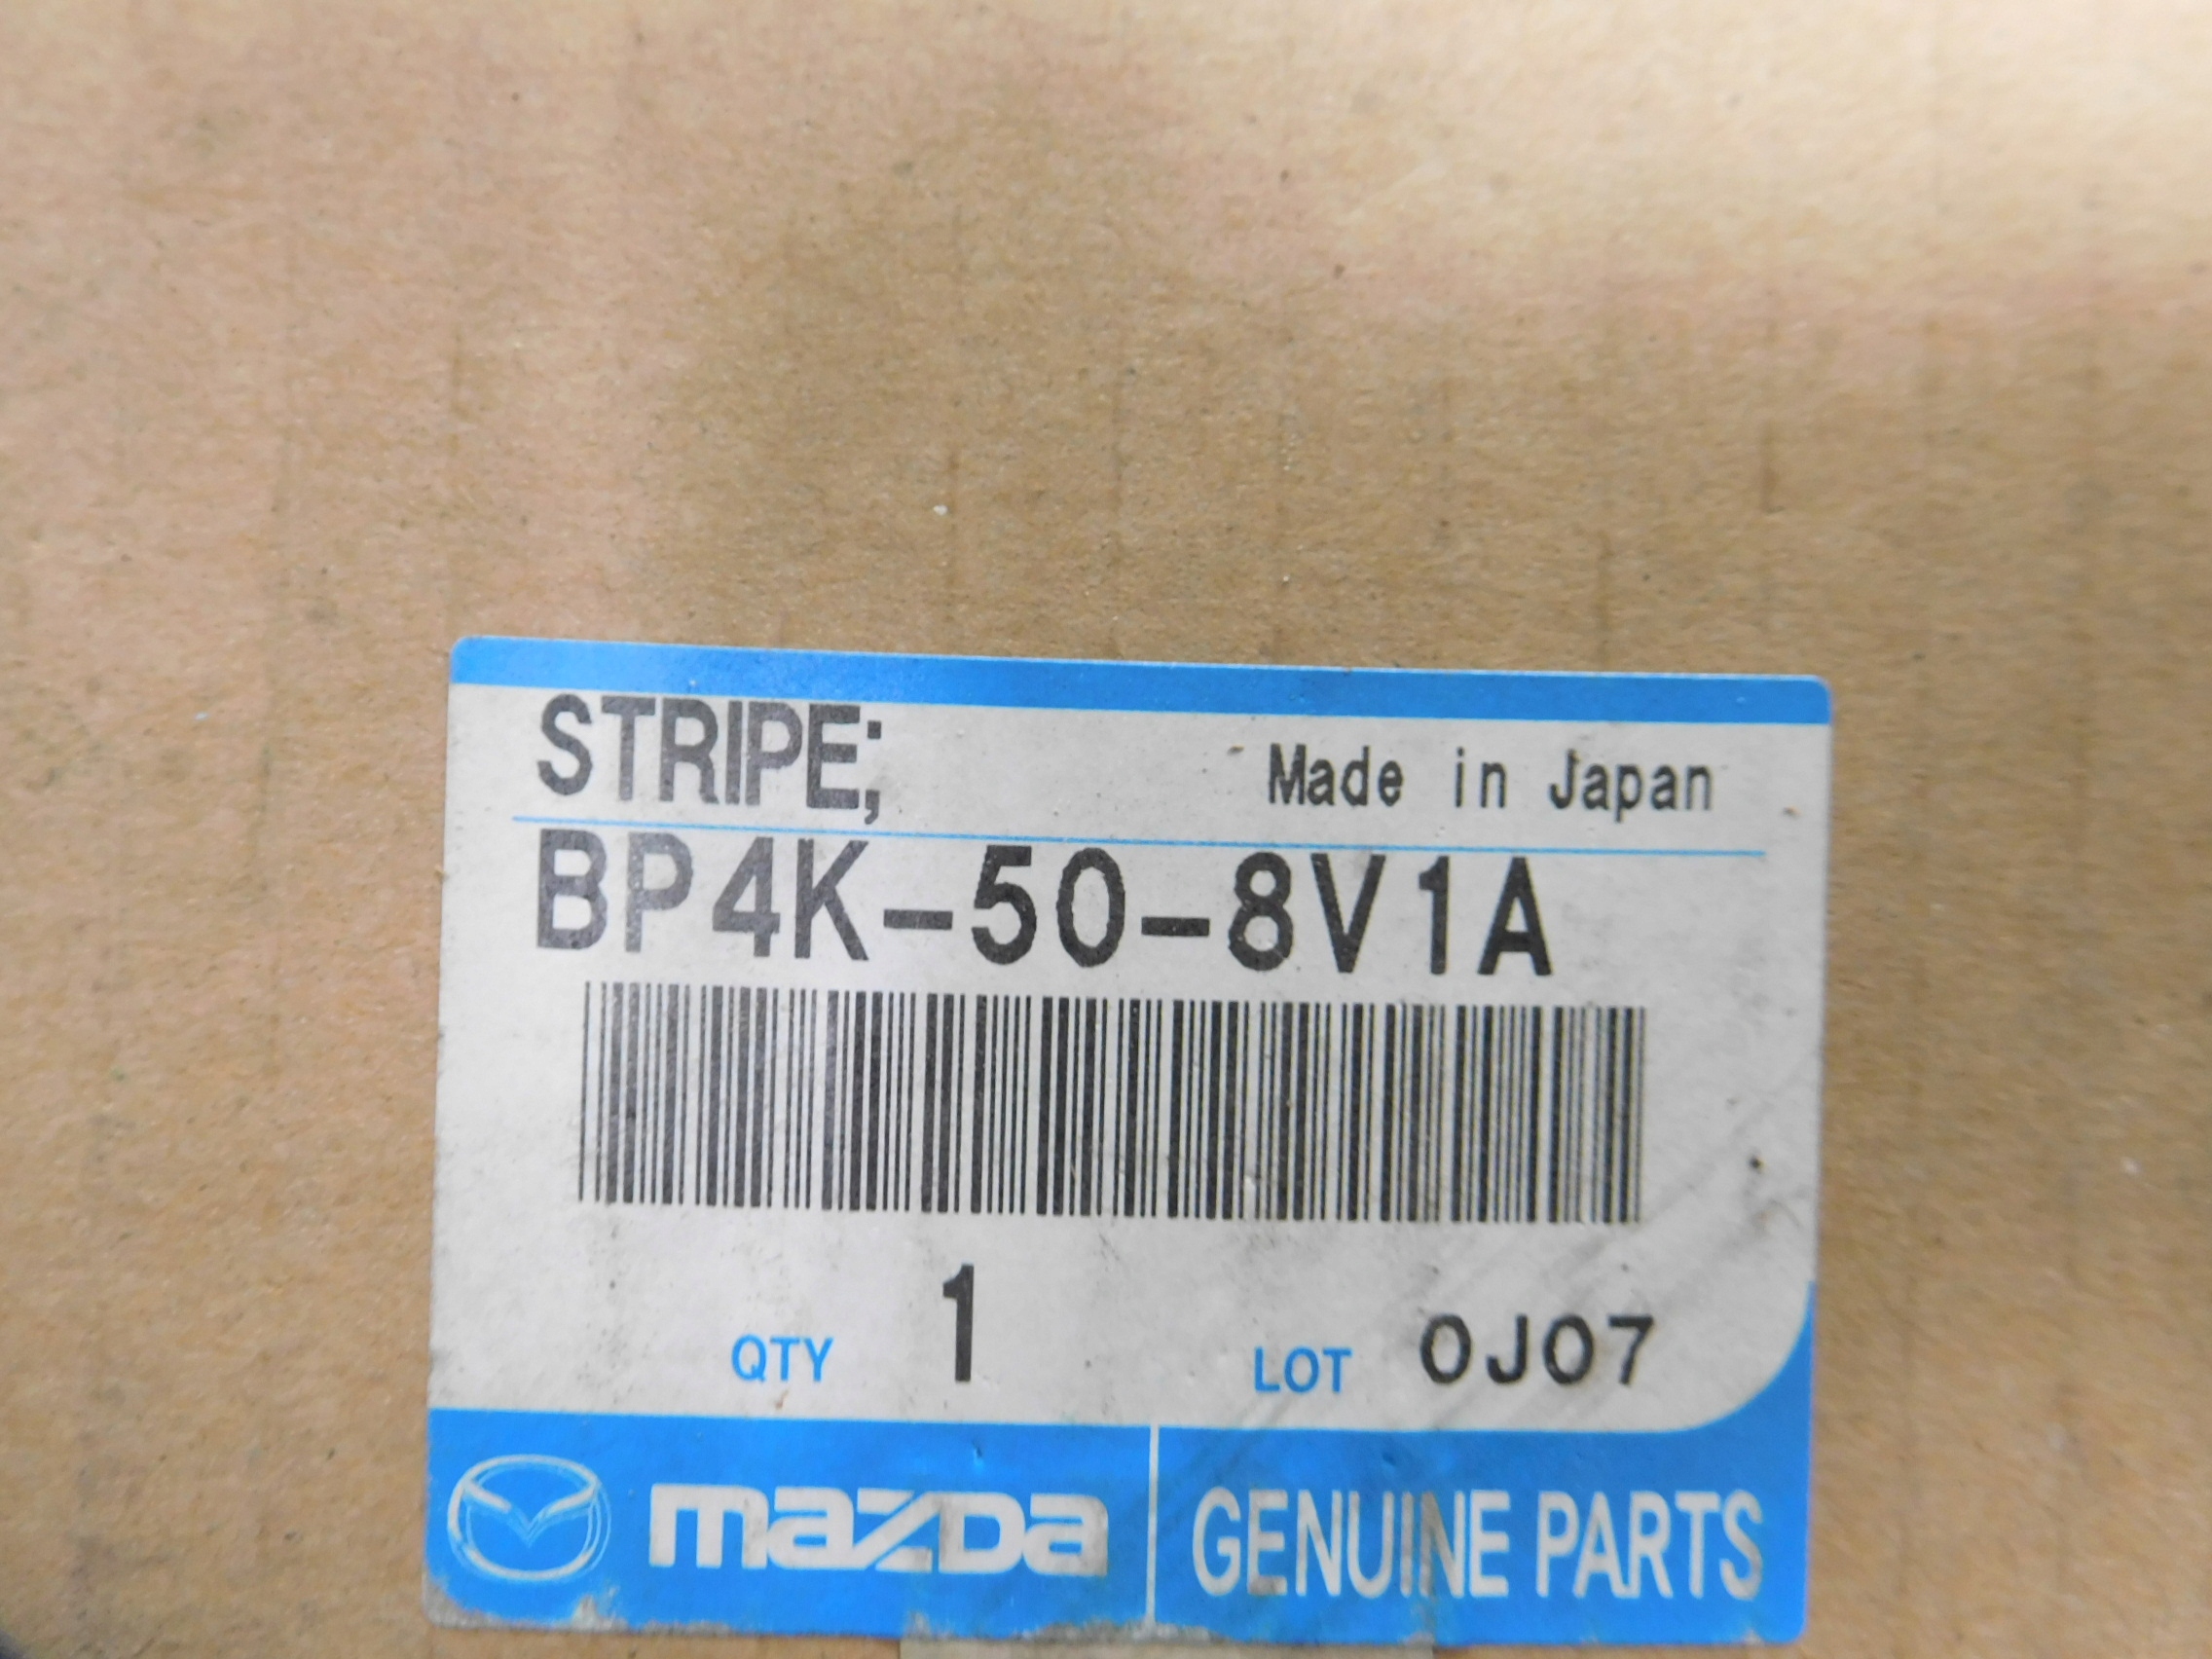 STRIPE; Made in Japan
BP4K-50-8V1A
QTY 1 LOT 0J07
mazda GENUINE PARTS